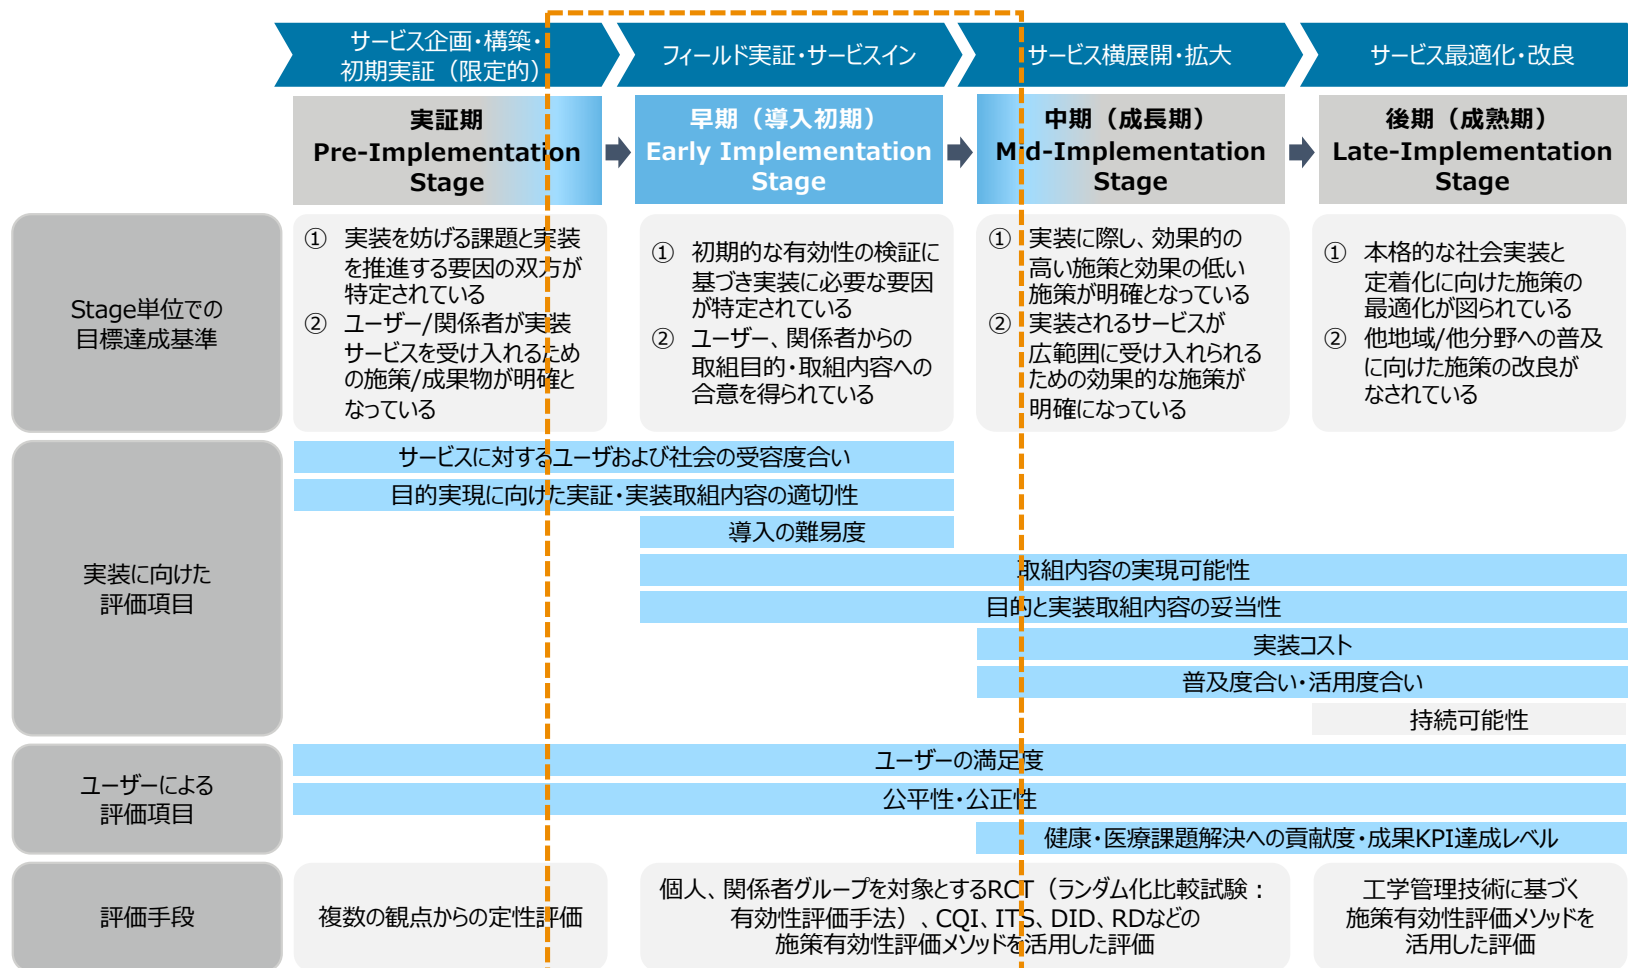 サービス企画・構築・
初期実証（限定的）
フィールド実証・サービスイン
サービス横展開・拡大
サービス最適化・改良
実証期
Pre-Implementation
Stage
早期（導入初期）
Early Implementation
Stage
中期（成長期）
Mid-Implementation
Stage
後期（成熟期）
Late-Implementation
Stage
Stage単位での
目標達成基準
① 実装を妨げる課題と実装
を推進する要因の双方が
特定されている
② ユーザー/関係者が実装
サービスを受け入れるため
の施策/成果物が明確と
なっている
① 初期的な有効性の検証に
基づき実装に必要な要因
が特定されている
② ユーザー、関係者からの
取組目的・取組内容への
合意を得られている
① 実装に際し、効果的の
高い施策と効果の低い
施策が明確となっている
② 実装されるサービスが
広範囲に受け入れられる
ための効果的な施策が
明確になっている
① 本格的な社会実装と
定着化に向けた施策の
最適化が図られている
② 他地域/他分野への普及
に向けた施策の改良が
なされている
実装に向けた
評価項目
サービスに対するユーザおよび社会の受容度合い
目的実現に向けた実証・実装取組内容の適切性
導入の難易度
取組内容の実現可能性
目的と実装取組内容の妥当性
実装コスト
普及度合い・活用度合い
持続可能性
ユーザーによる
評価項目
ユーザーの満足度
公平性・公正性
健康・医療課題解決への貢献度・成果KPI達成レベル
評価手段
複数の観点からの定性評価
個人、関係者グループを対象とするRCT（ランダム化比較試験：
有効性評価手法）、CQI、ITS、DID、RDなどの
施策有効性評価メソッドを活用した評価
工学管理技術に基づく
施策有効性評価メソッドを
活用した評価